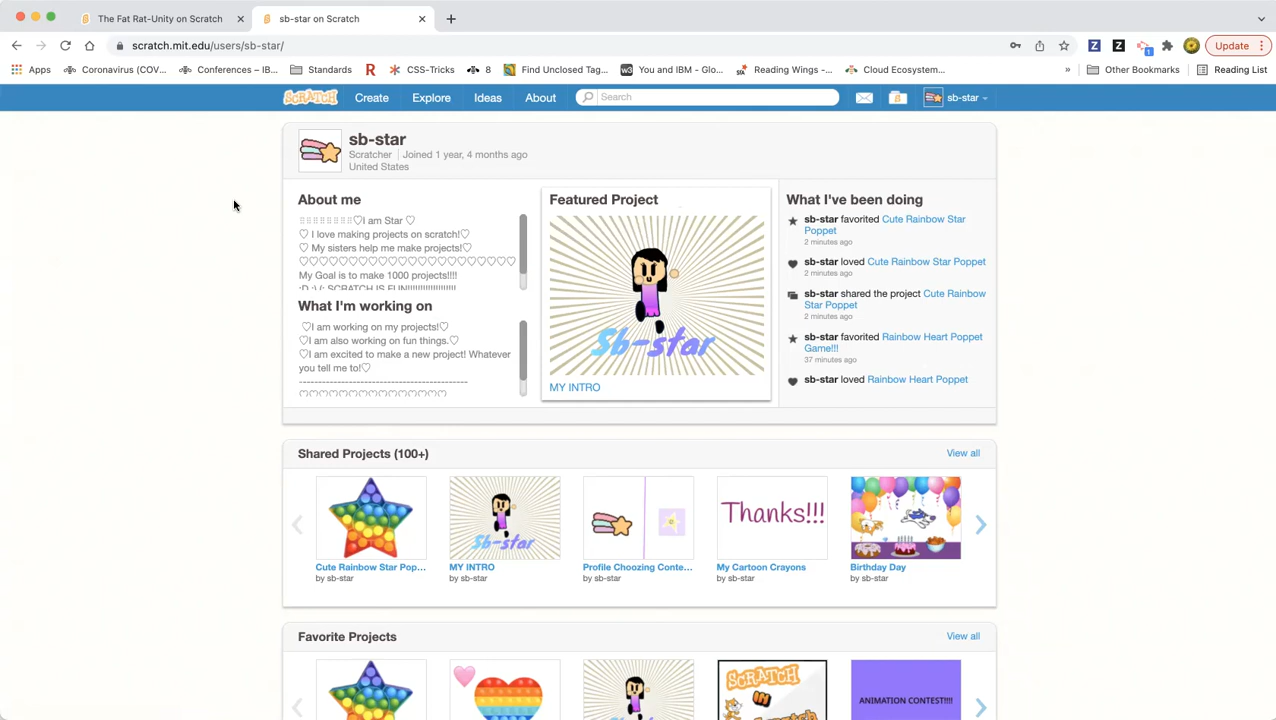 The Fat Rat-Unity on Scratch
sb-star on Scratch
scratch.mit.edu/users/sb-star/
Update
Apps
Coronavirus (COV...
Conferences – IB...
Standards
CSS-Tricks
8
Find Unclosed Tag...
You and IBM - Glo...
Reading Wings -...
Cloud Ecosystem...
»
Other Bookmarks
Reading List
SCRATCH
Create
Explore
Ideas
About
Search
sb-star
sb-star
Scratcher | Joined 1 year, 4 months ago
United States
About me
♡I am Star ♡
♡ I love making projects on scratch!♡
♡ My sisters help me make projects!♡
♡♡♡♡♡♡♡♡♡♡♡♡♡♡♡♡♡♡♡♡♡♡
My Goal is to make 1000 projects!!!!
What I'm working on
♡I am working on my projects!♡
♡I am also working on fun things.♡
♡I am excited to make a new project! Whatever
you tell me to!♡
---------------------------------------------
Featured Project
Sb-star
MY INTRO
What I've been doing
sb-star favorited Cute Rainbow Star
Poppet
2 minutes ago
sb-star loved Cute Rainbow Star Poppet
2 minutes ago
sb-star shared the project Cute Rainbow
Star Poppet
2 minutes ago
sb-star favorited Rainbow Heart Poppet
Game!!!
37 minutes ago
sb-star loved Rainbow Heart Poppet
Shared Projects (100+)
View all
Sb-star
Thanks!!!
Cute Rainbow Star Pop...
by sb-star
MY INTRO
by sb-star
Profile Choozing Conte...
by sb-star
My Cartoon Crayons
by sb-star
Birthday Day
by sb-star
Favorite Projects
View all
SCRATCH
IN
ANIMATION CONTEST!!!!